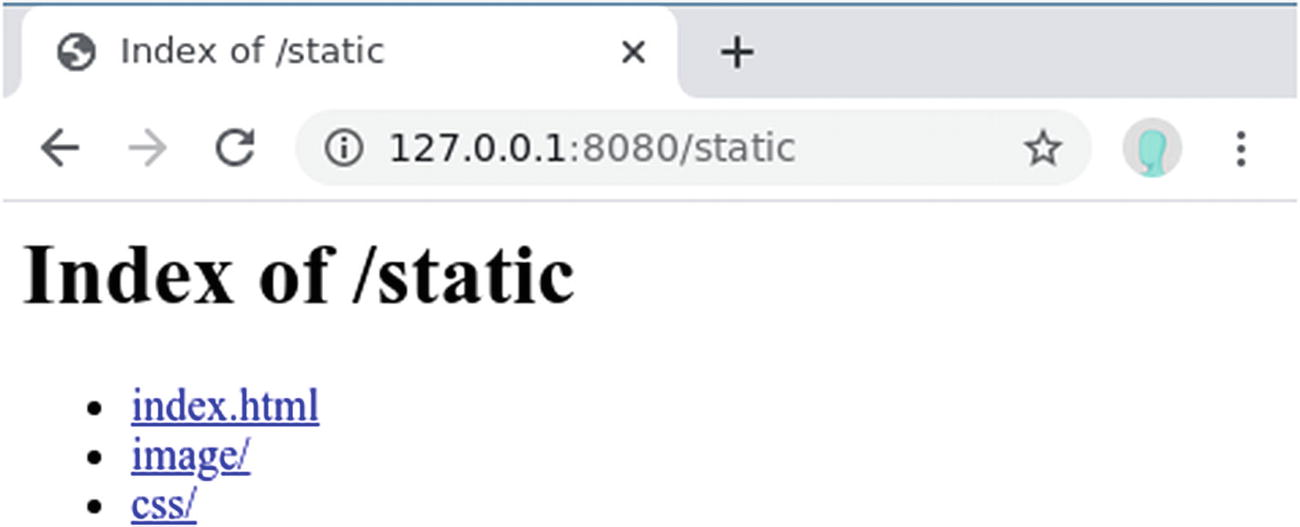 Index of /static
127.0.0.1:8080/static
Index of /static
index.html
image/
css/